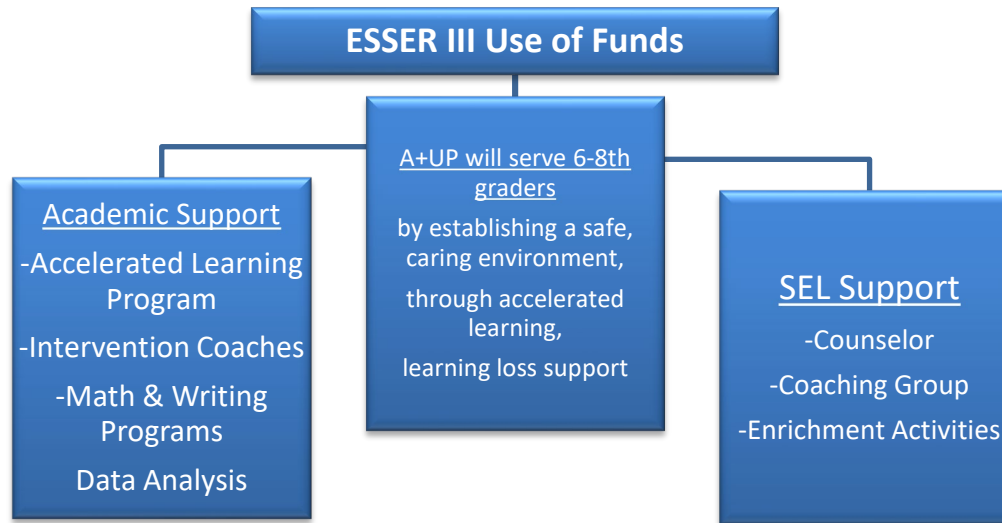 ESSER III Use of Funds
A+UP will serve 6-8th
graders
by establishing a safe,
caring environment,
through accelerated
learning,
learning loss support
Academic Support
-Accelerated Learning
Program
-Intervention Coaches
-Math & Writing
Programs
Data Analysis
SEL Support
-Counselor
-Coaching Group
-Enrichment Activities